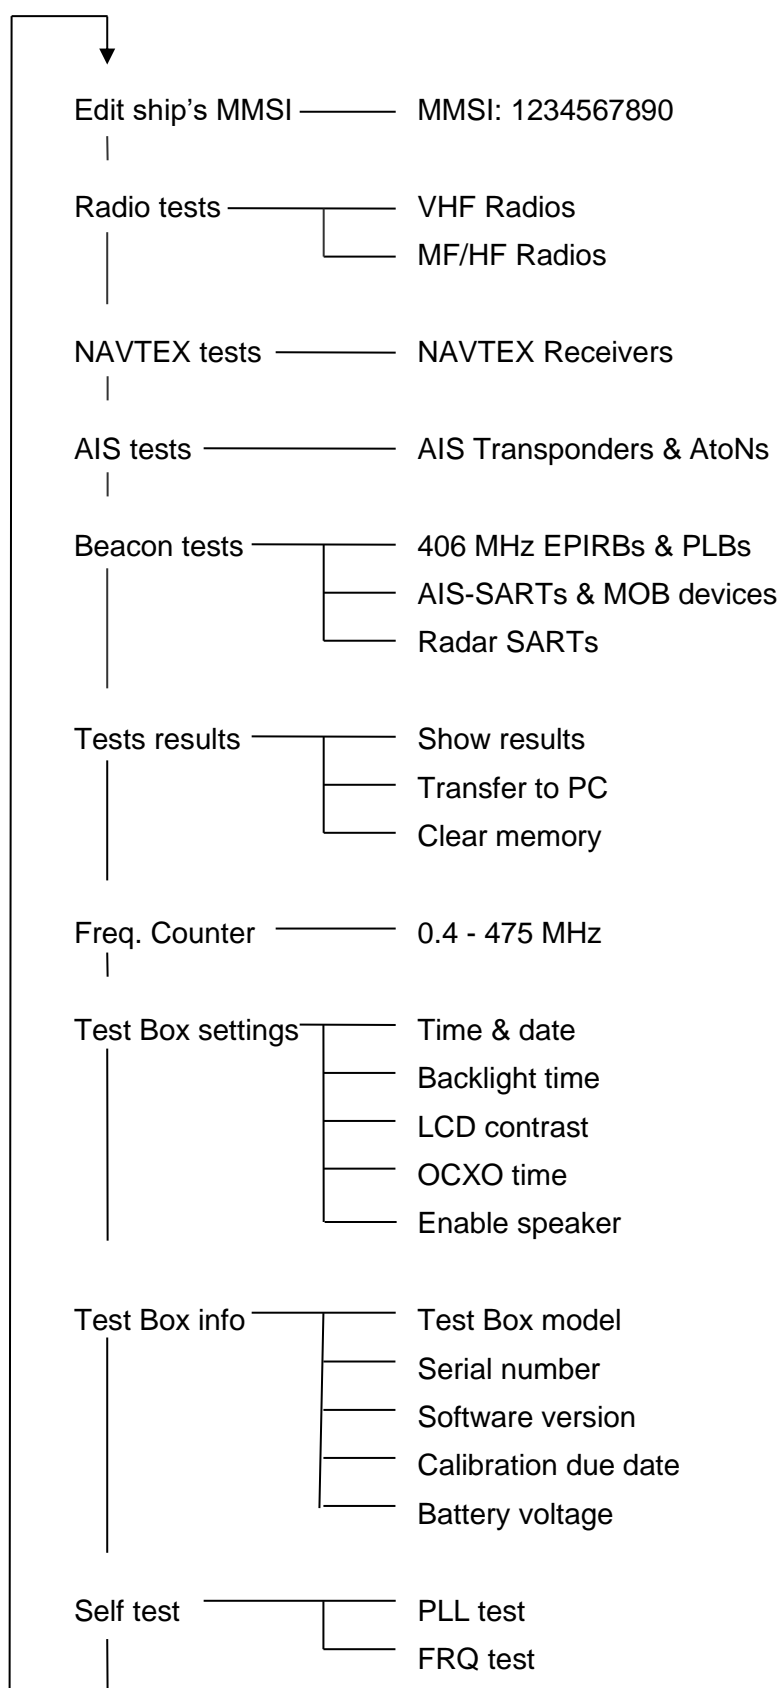 Edit ship’s MMSI MMSI: 1234567890
Radio tests VHF Radios
MF/HF Radios
NAVTEX tests NAVTEX Receivers
AIS tests AIS Transponders & AtoNs
Beacon tests 406 MHz EPIRBs & PLBs
AIS-SARTs & MOB devices
Radar SARTs
Tests results Show results
Transfer to PC
Clear memory
Freq. Counter 0.4 - 475 MHz
Test Box settings Time & date
Backlight time
LCD contrast
OCXO time
Enable speaker
Test Box info Test Box model
Serial number
Software version
Calibration due date
Battery voltage
Self test PLL test
FRQ test